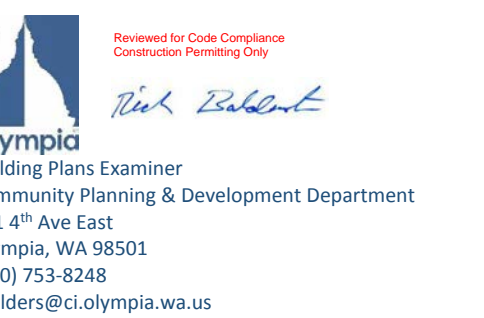 Reviewed for Code Compliance
Construction Permitting Only
ympia
lding Plans Examiner
mmunity Planning & Development Department
1 4th Ave East
mpia, WA 98501
0) 753-8248
lders@ci.olympia.wa.us